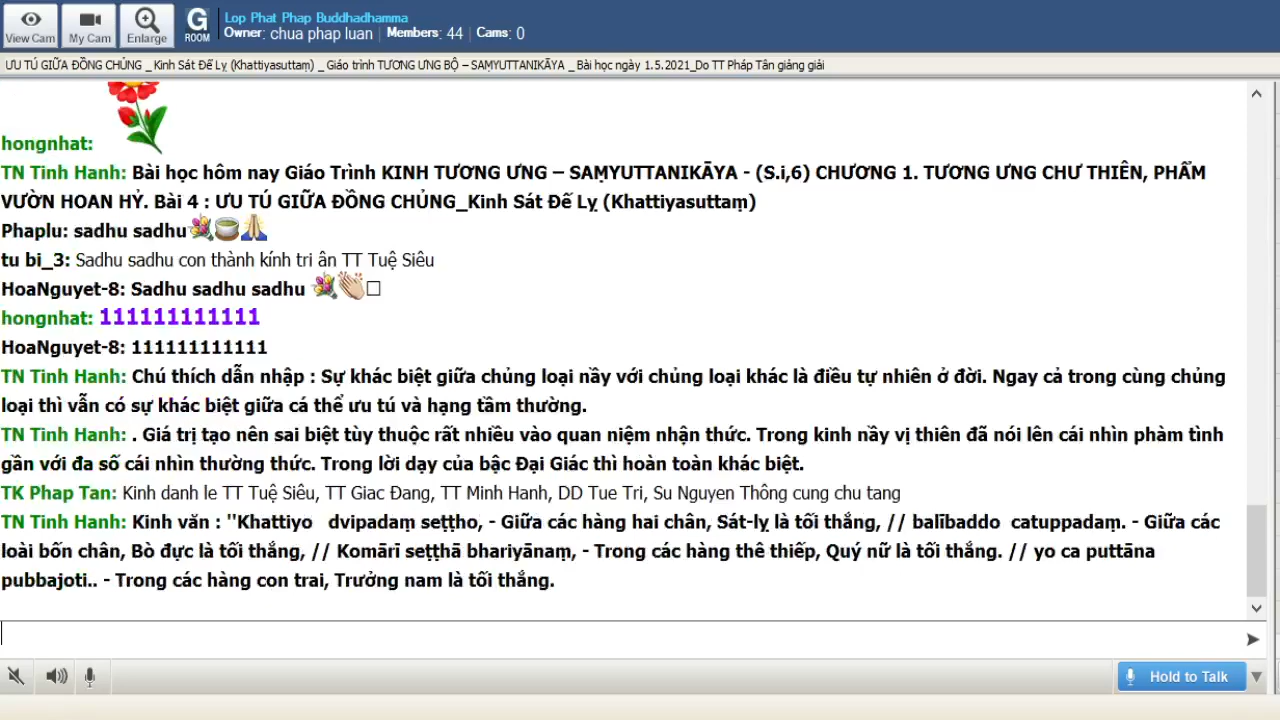 View Cam
My Cam
Enlarge
G
ROOM
Lop Phat Phap Buddhadhamma
Owner: chua phap luan Members: 44 Cams: 0
ƯU TÚ GIỮA ĐỒNG CHỦNG _Kinh Sát Đế Lỵ (Khattiyasuttaṃ) _ Giáo trình TƯƠNG ƯNG BỘ – SAṂYUTTANIKĀYA _Bài học ngày 1.5.2021_Do TT Pháp Tân giảng giải
hongnhat:
TN Tinh Hanh: Bài học hôm nay Giáo Trình KINH TƯƠNG ƯNG – SAṂYUTTANIKĀYA - (S.i,6) CHƯƠNG 1. TƯƠNG ƯNG CHƯ THIÊN, PHẨM
VƯỜN HOAN HỶ. Bài 4 : ƯU TÚ GIỮA ĐỒNG CHỦNG_Kinh Sát Đế Lỵ (Khattiyasuttaṃ)
Phaplu: sadhu sadhu
tu bi_3: Sadhu sadhu con thành kính tri ân TT Tuệ Siêu
HoaNguyet-8: Sadhu sadhu sadhu
hongnhat: 111111111111
HoaNguyet-8: 111111111111
TN Tinh Hanh: Chú thích dẫn nhập : Sự khác biệt giữa chủng loại nầy với chủng loại khác là điều tự nhiên ở đời. Ngay cả trong cùng chủng
loại thì vẫn có sự khác biệt giữa cá thể ưu tú và hạng tầm thường.
TN Tinh Hanh: . Giá trị tạo nên sai biệt tùy thuộc rất nhiều vào quan niệm nhận thức. Trong kinh nầy vị thiên đã nói lên cái nhìn phàm tình
gần với đa số cái nhìn thường thức. Trong lời dạy của bậc Đại Giác thì hoàn toàn khác biệt.
TK Phap Tan: Kinh danh le TT Tuệ Siêu, TT Giac Đang, TT Minh Hanh, DD Tue Tri, Su Nguyen Thông cung chu tang
TN Tinh Hanh: Kinh văn : ''Khattiyo dvipadaṃ seṭṭho, - Giữa các hàng hai chân, Sát-lỵ là tối thắng, // balībaddo catuppadaṃ. - Giữa các
loài bốn chân, Bò đực là tối thắng, // Komārī seṭṭhā bhariyānaṃ, - Trong các hàng thê thiếp, Quý nữ là tối thắng. // yo ca puttāna
pubbajoti.. - Trong các hàng con trai, Trưởng nam là tối thắng.
Hold to Talk